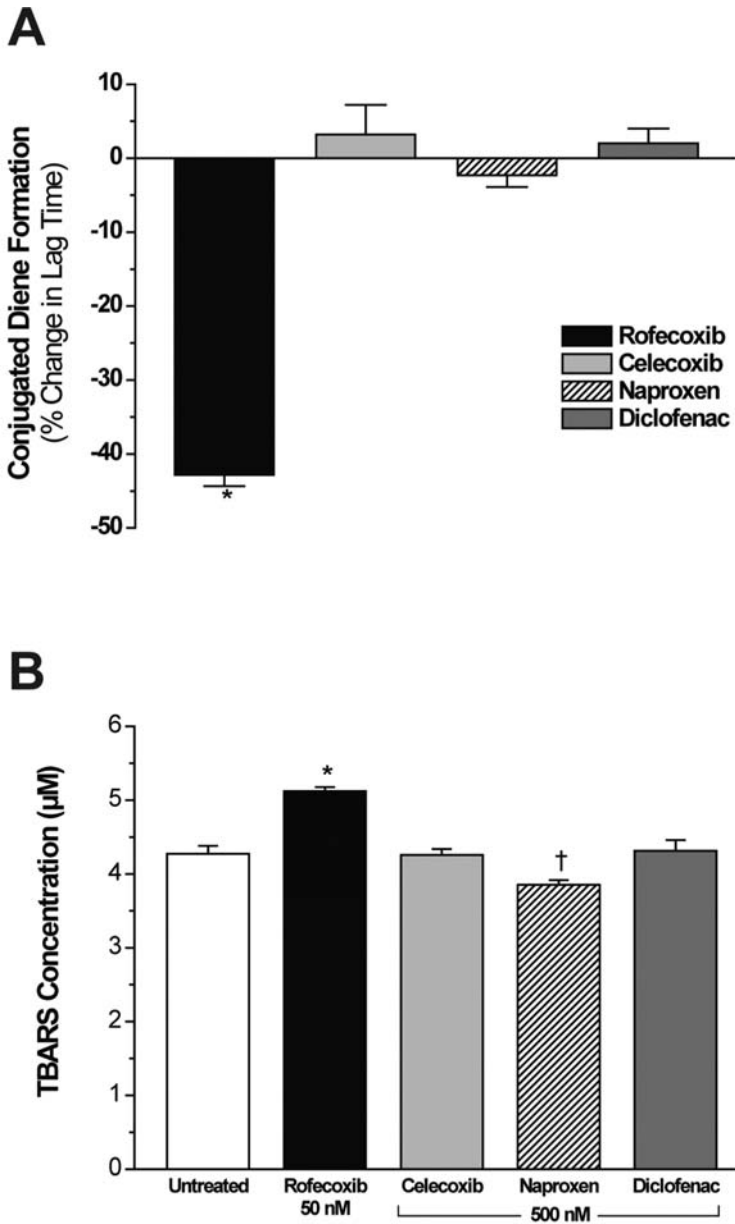 A
Conjugated Diene Formation
(% Change in Lag Time)
10
0
-10
-20
-30
-40
-50
*
Rofecoxib
Celecoxib
Naproxen
Diclofenac
B
TBARS Concentration (µM)
6
5
4
3
2
1
0
*
†
Untreated Rofecoxib Celecoxib Naproxen Diclofenac
50 nM 500 nM